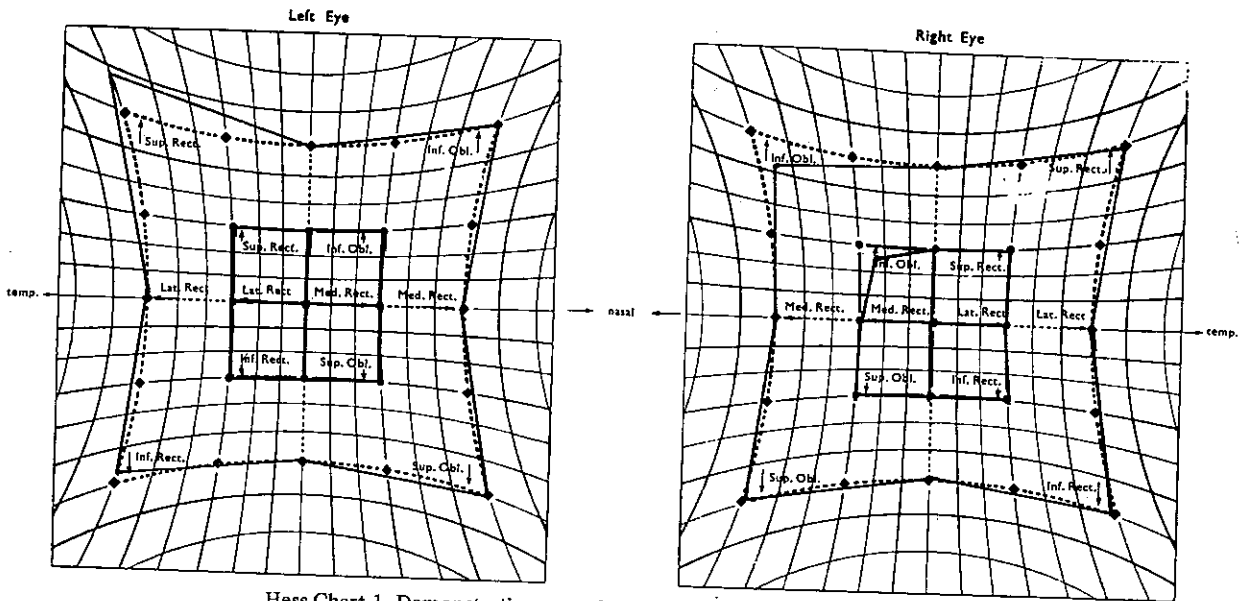 Left Eye
Sup. Rect.
Inf. Obl.
Sup. Rect.
Inf. Obl.
temp.
Lat. Rect
Lat. Rect
Med. Rect.
Med. Rect.
Inf. Rect.
Sup. Obl.
Inf. Rect.
Sup. Obl.
nasal
Right Eye
Inf. Obl.
Sup. Rect.
Inf. Obl.
Sup. Rect.
Med. Rect.
Med. Rect.
Lat. Rect
Lat. Rect
temp.
Sup. Obl.
Inf. Rect.
Sup. Obl.
Inf. Rect.
Hess Chart 1.